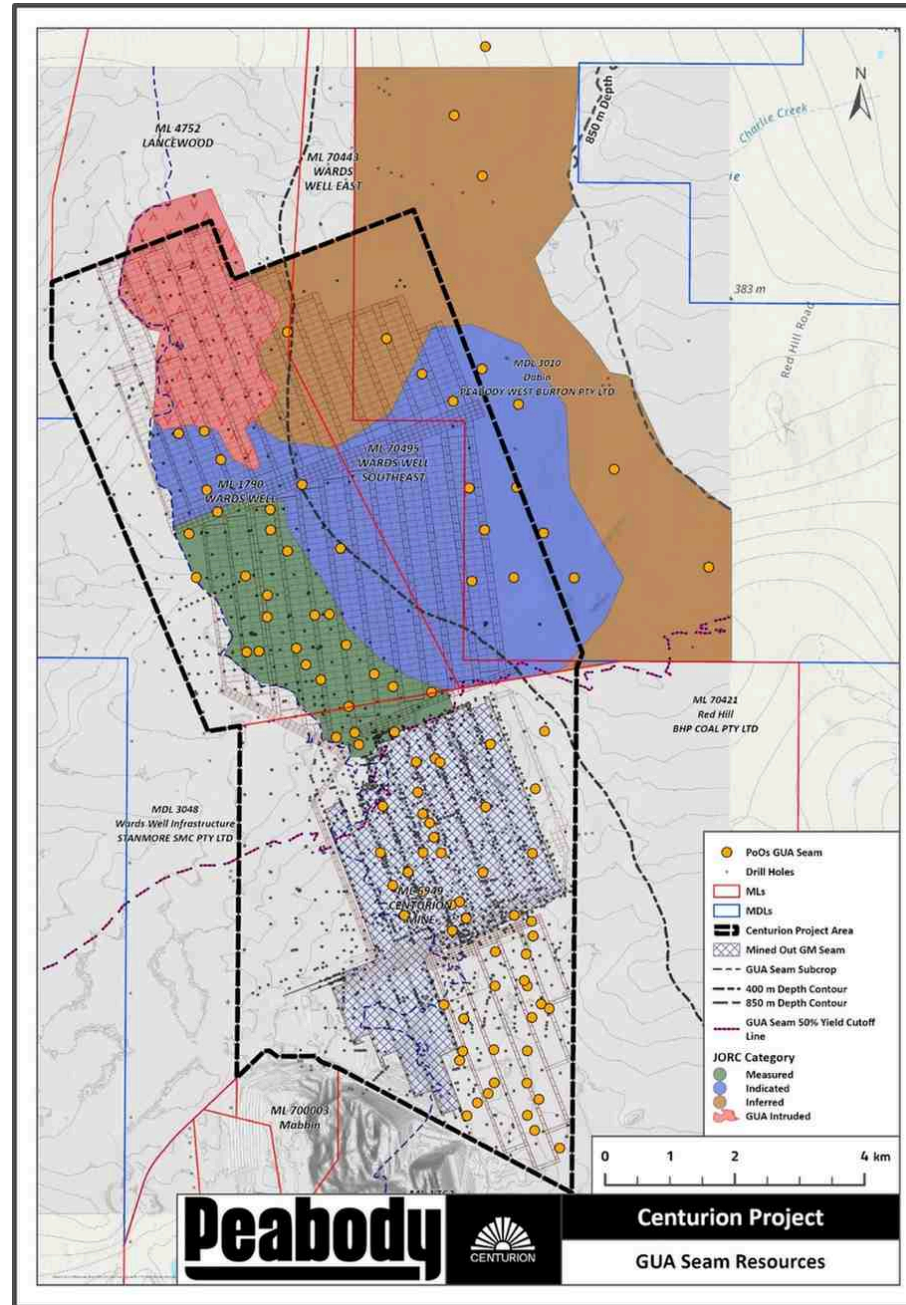 N
850 m Depth
Charlie Creek
ML 4752
LANCEWOOD
ML 70443
WARDS
WELL EAST
383 m
Red Hill Road
MDL 3010
PEABODY WEST BURTON PTY LTD
ML 70495
WARDS WELL
SOUTHEAST
ML 1790
WARDS WELL
ML 70421
Red Hill
BHP COAL PTY LTD
MDL 3048
Wards Well Infrastructure
STANMORE SMC PTY LTD
ML 6949
CENTURION
MINE
ML 700003
Mabbin
PoOs GUA Seam
Drill Holes
MLs
MDLs
Centurion Project Area
Mined Out GM Seam
GUA Seam Subcrop
400 m Depth Contour
850 m Depth Contour
GUA Seam 50% Yield Cutoff
Line
JORC Category
Measured
Indicated
Inferred
GUA Intruded
0 1 2 4 km
Peabody
CENTURION
Centurion Project
GUA Seam Resources